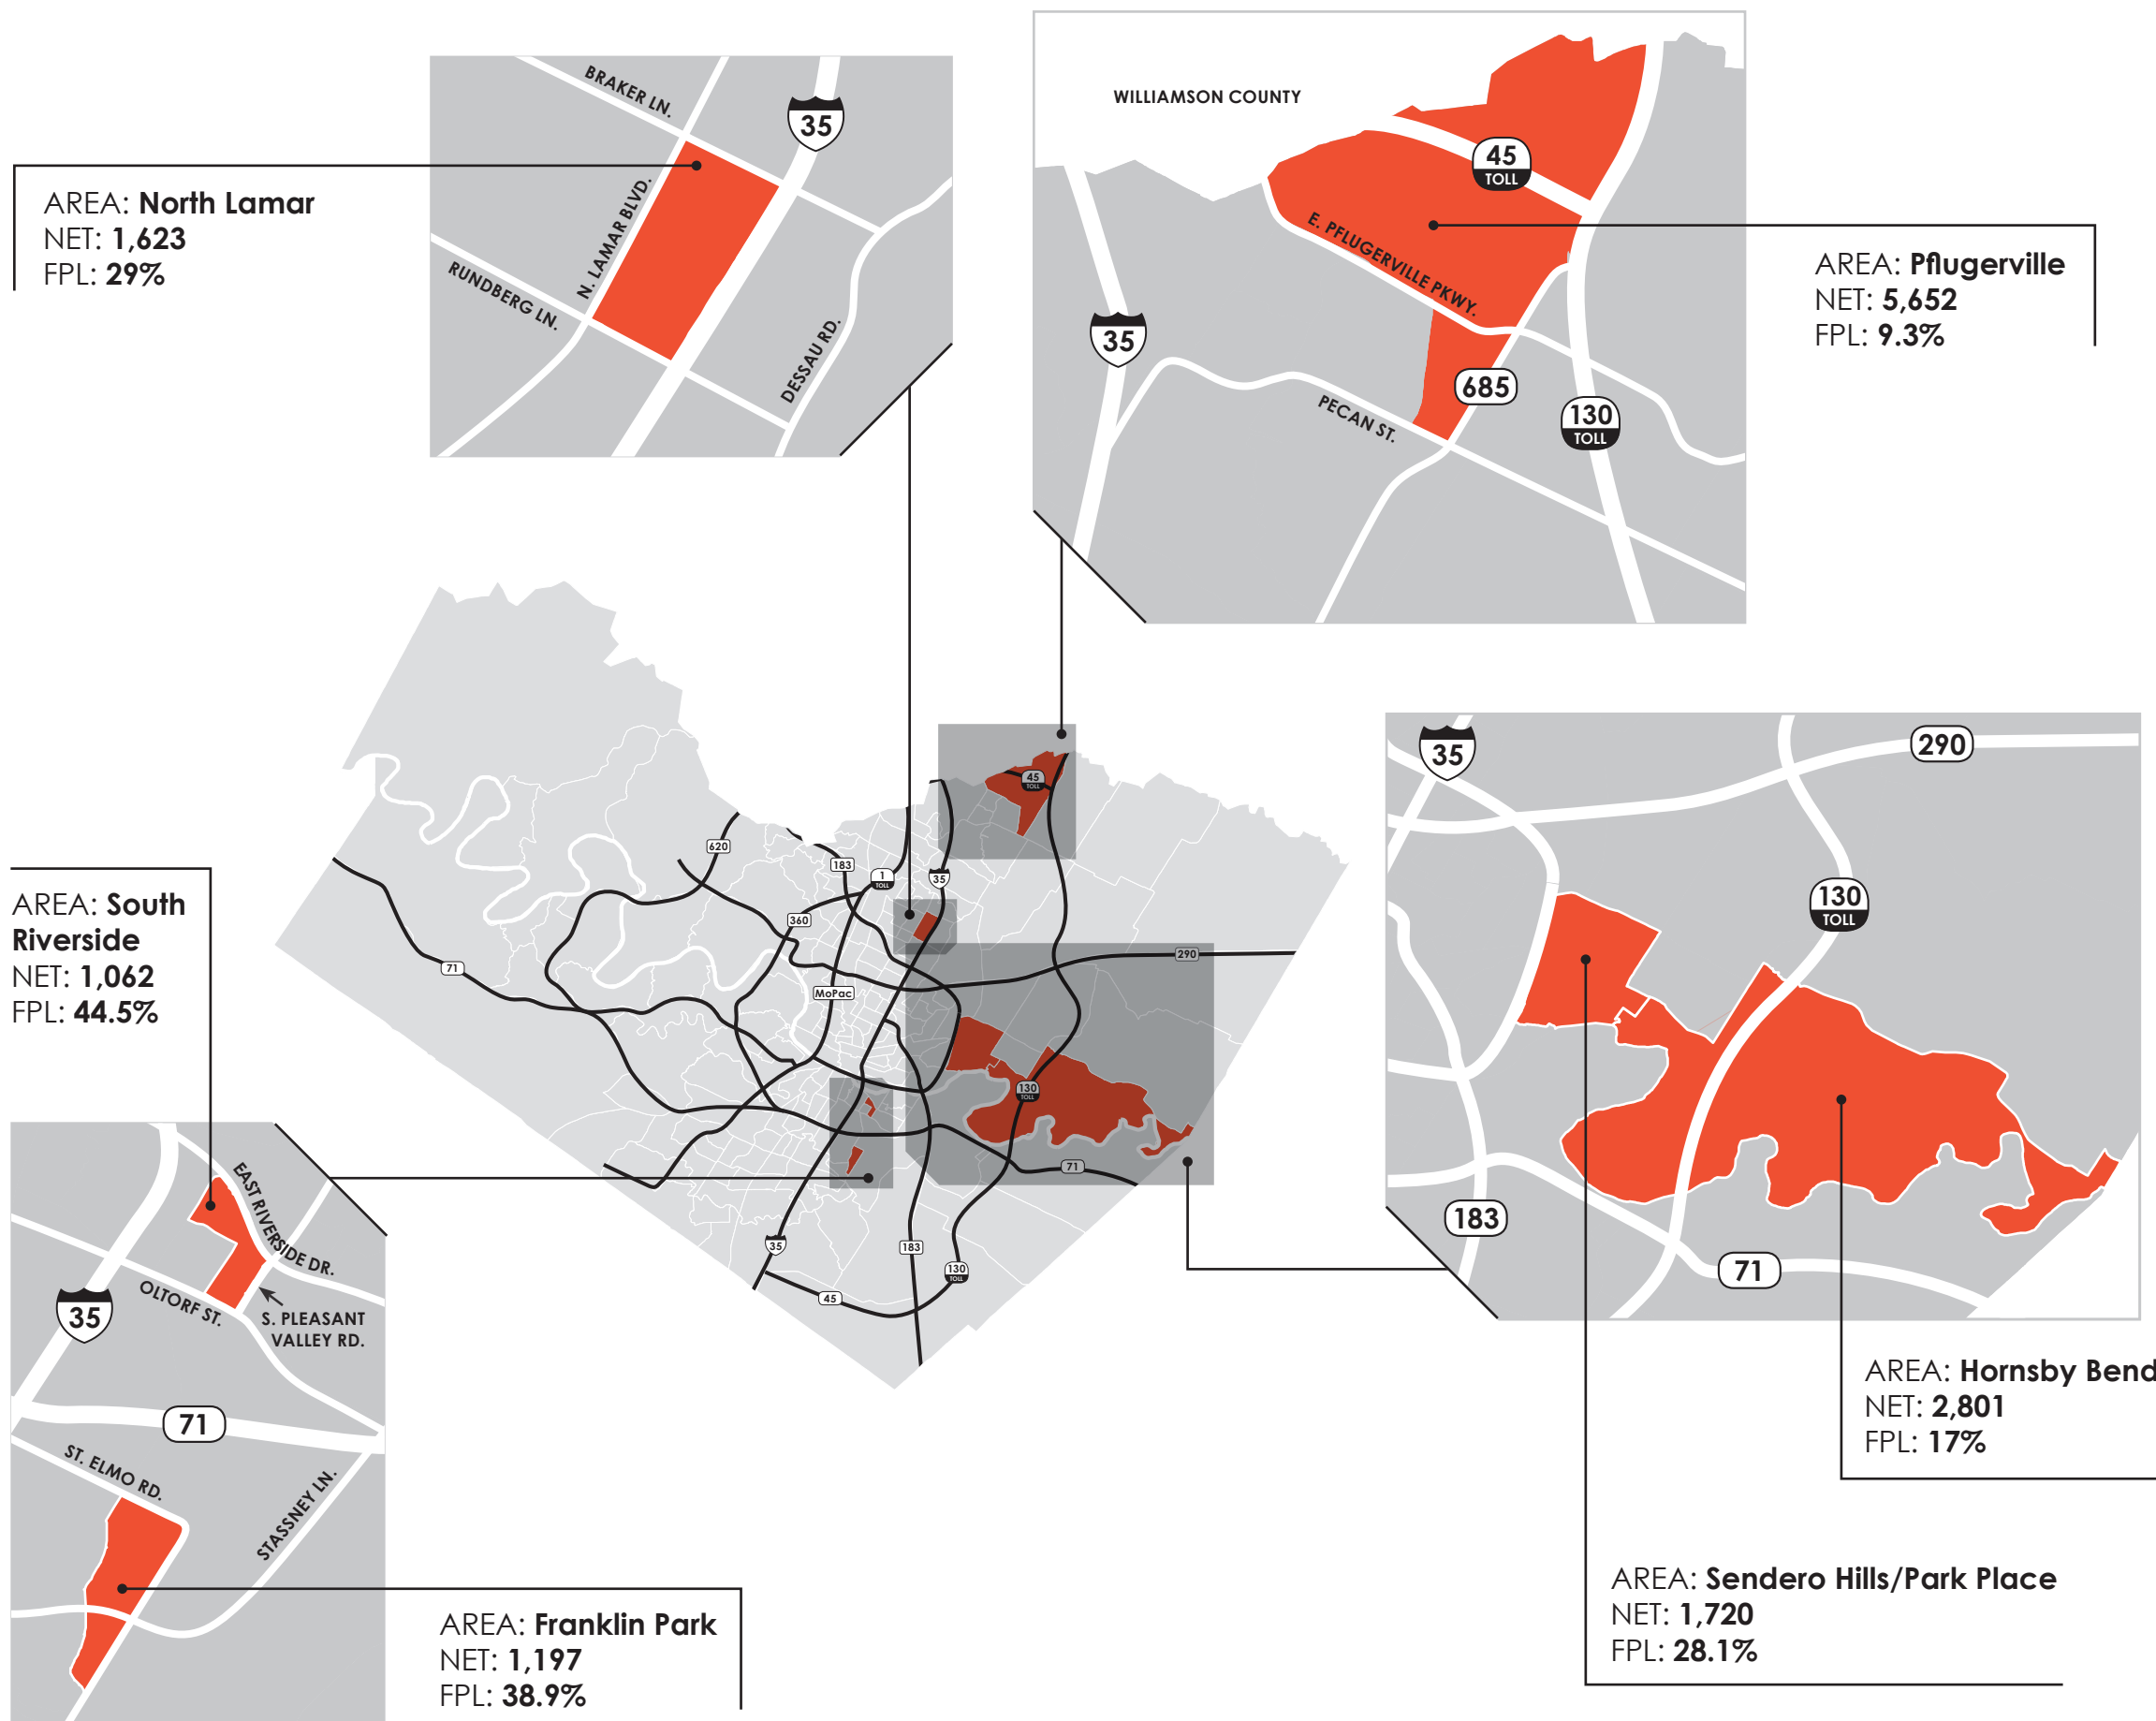 BRAKER LN.
35
N. LAMAR BLVD.
RUNDBERG LN.
DESSAU RD.
AREA: North Lamar
NET: 1,623
FPL: 29%
WILLIAMSON COUNTY
45
TOLL
E. PFLUGERVILLE PKWY.
35
685
130
TOLL
PECAN ST.
AREA: Pflugerville
NET: 5,652
FPL: 9.3%
45
TOLL
620
183
1
TOLL
35
360
71
290
MoPac
130
TOLL
71
35
183
130
TOLL
45
35
290
130
TOLL
183
71
AREA: South
Riverside
NET: 1,062
FPL: 44.5%
EAST RIVERSIDE DR.
OLTORF ST.
35
S. PLEASANT
VALLEY RD.
71
ST. ELMO RD.
STASSNEY LN.
AREA: Franklin Park
NET: 1,197
FPL: 38.9%
AREA: Hornsby Bend
NET: 2,801
FPL: 17%
AREA: Sendero Hills/Park Place
NET: 1,720
FPL: 28.1%